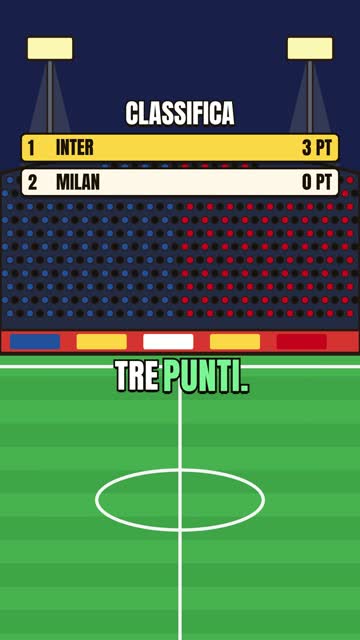 CLASSIFICA
1 INTER 3 PT
2 MILAN 0 PT
TRE PUNTI.